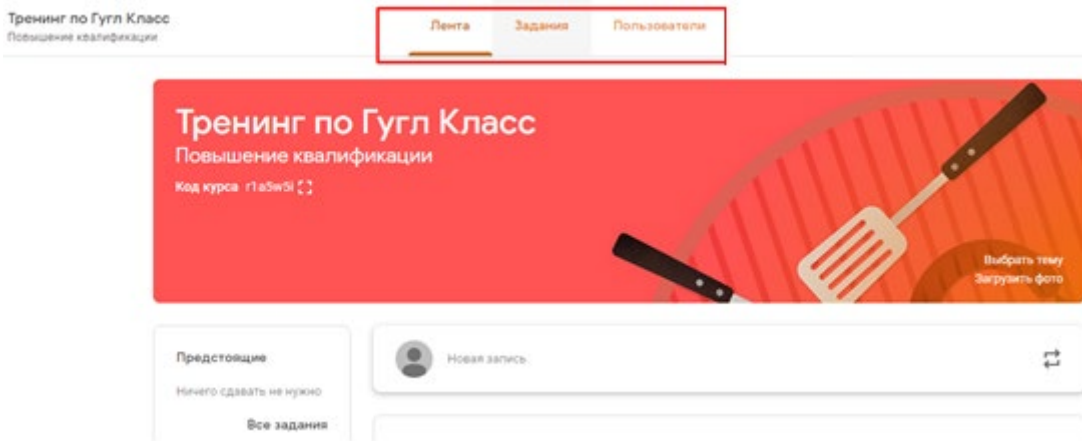 Тренинг по Гугл Класс
Повышение квалификации
Лента Задания Пользователи
Тренинг по Гугл Класс
Повышение квалификации
Код курса r1a5w5i
Выбрать тему
Загрузить фото
Предстоящие
Ничего сдавать не нужно
Все задания
Новая запись